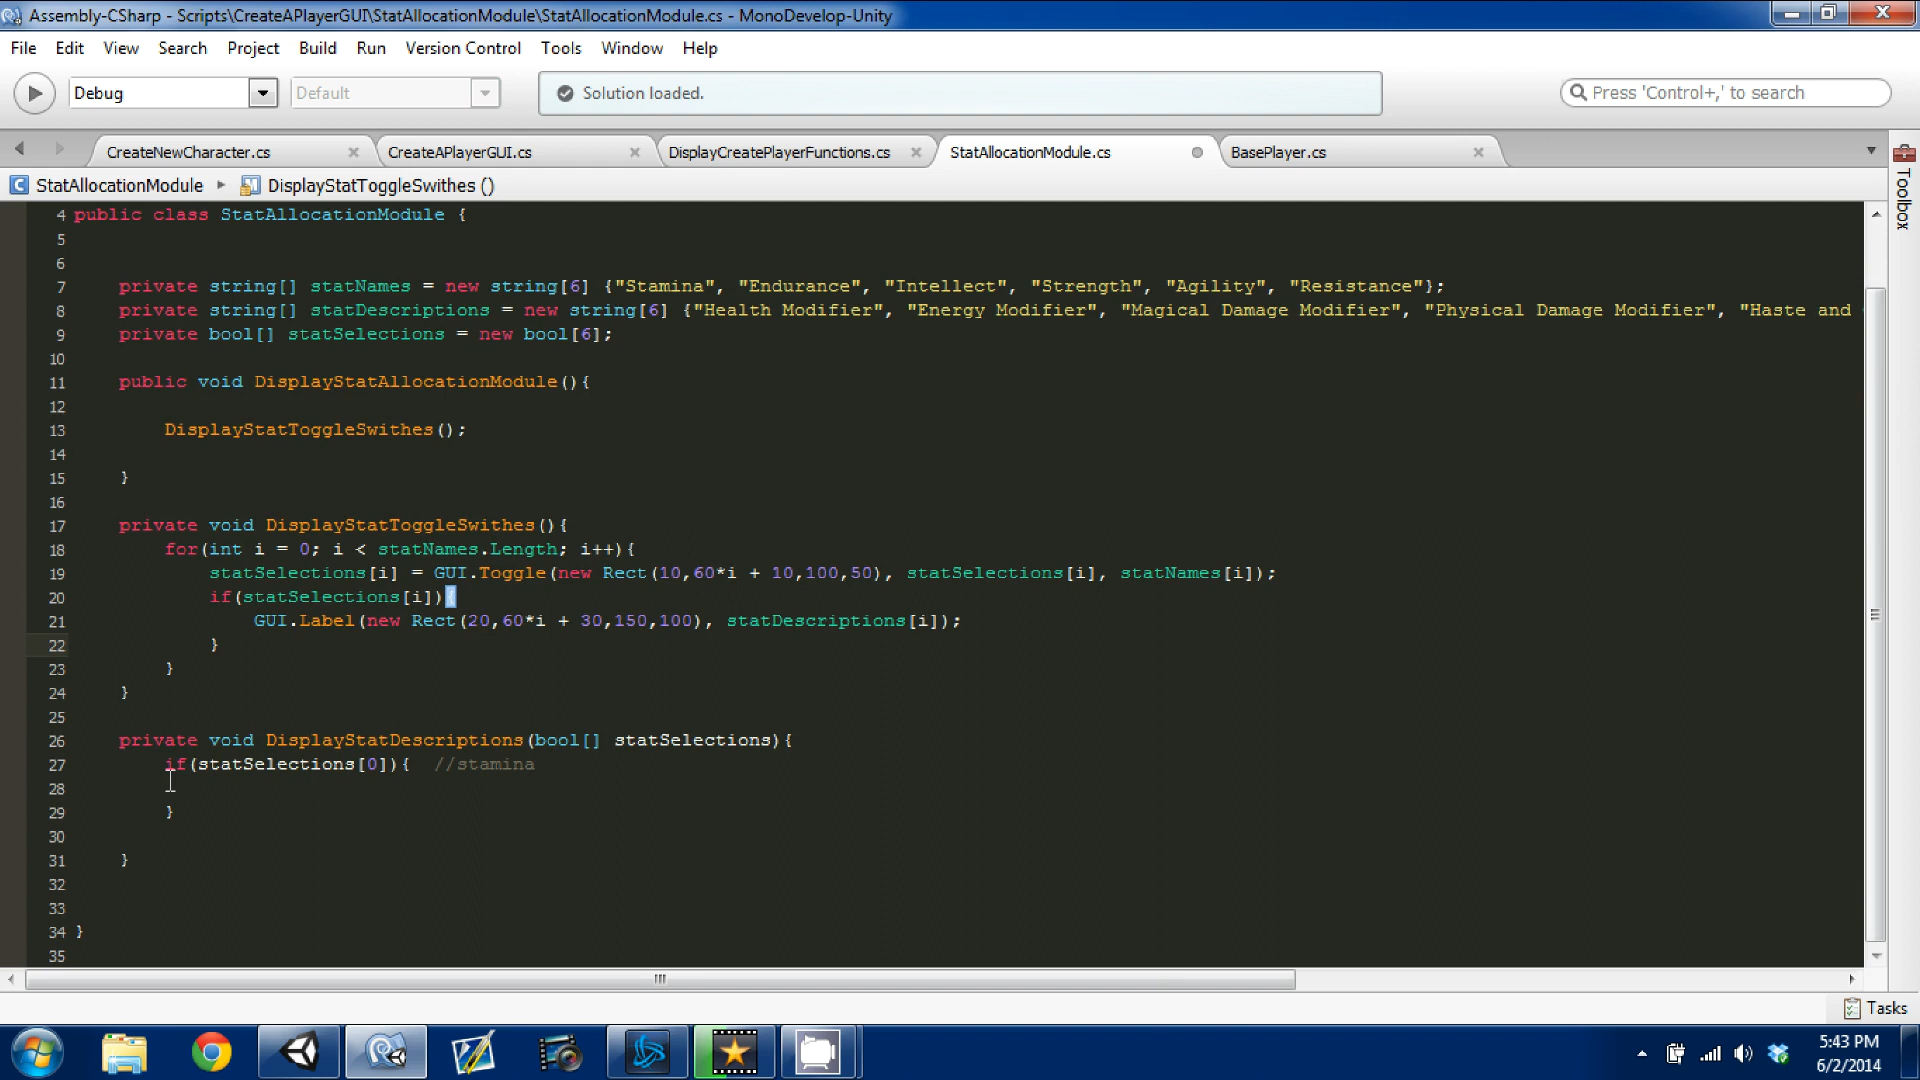 Assembly-CSharp - Scripts\CreateAPlayerGUI\StatAllocationModule\StatAllocationModule.cs - MonoDevelop-Unity
File Edit View Search Project Build Run Version Control Tools Window Help
Debug Default Solution loaded. Press 'Control+,' to search
CreateNewCharacter.cs CreateAPlayerGUI.cs DisplayCreatePlayerFunctions.cs StatAllocationModule.cs BasePlayer.cs
Toolbox
C StatAllocationModule DisplayStatToggleSwithes ()
4 public class StatAllocationModule {
5
6
7 private string[] statNames = new string[6] {"Stamina", "Endurance", "Intellect", "Strength", "Agility", "Resistance"};
8 private string[] statDescriptions = new string[6] {"Health Modifier", "Energy Modifier", "Magical Damage Modifier", "Physical Damage Modifier", "Haste and
9 private bool[] statSelections = new bool[6];
10
11 public void DisplayStatAllocationModule(){
12
13 DisplayStatToggleSwithes();
14
15 }
16
17 private void DisplayStatToggleSwithes(){
18 for(int i = 0; i < statNames.Length; i++){
19 statSelections[i] = GUI.Toggle(new Rect(10,60*i + 10,100,50), statSelections[i], statNames[i]);
20 if(statSelections[i]){
21 GUI.Label(new Rect(20,60*i + 30,150,100), statDescriptions[i]);
22 }
23 }
24 }
25
26 private void DisplayStatDescriptions(bool[] statSelections){
27 if(statSelections[0]){ //stamina
28
29 }
30
31 }
32
33
34 }
35
Tasks
5:43 PM
6/2/2014